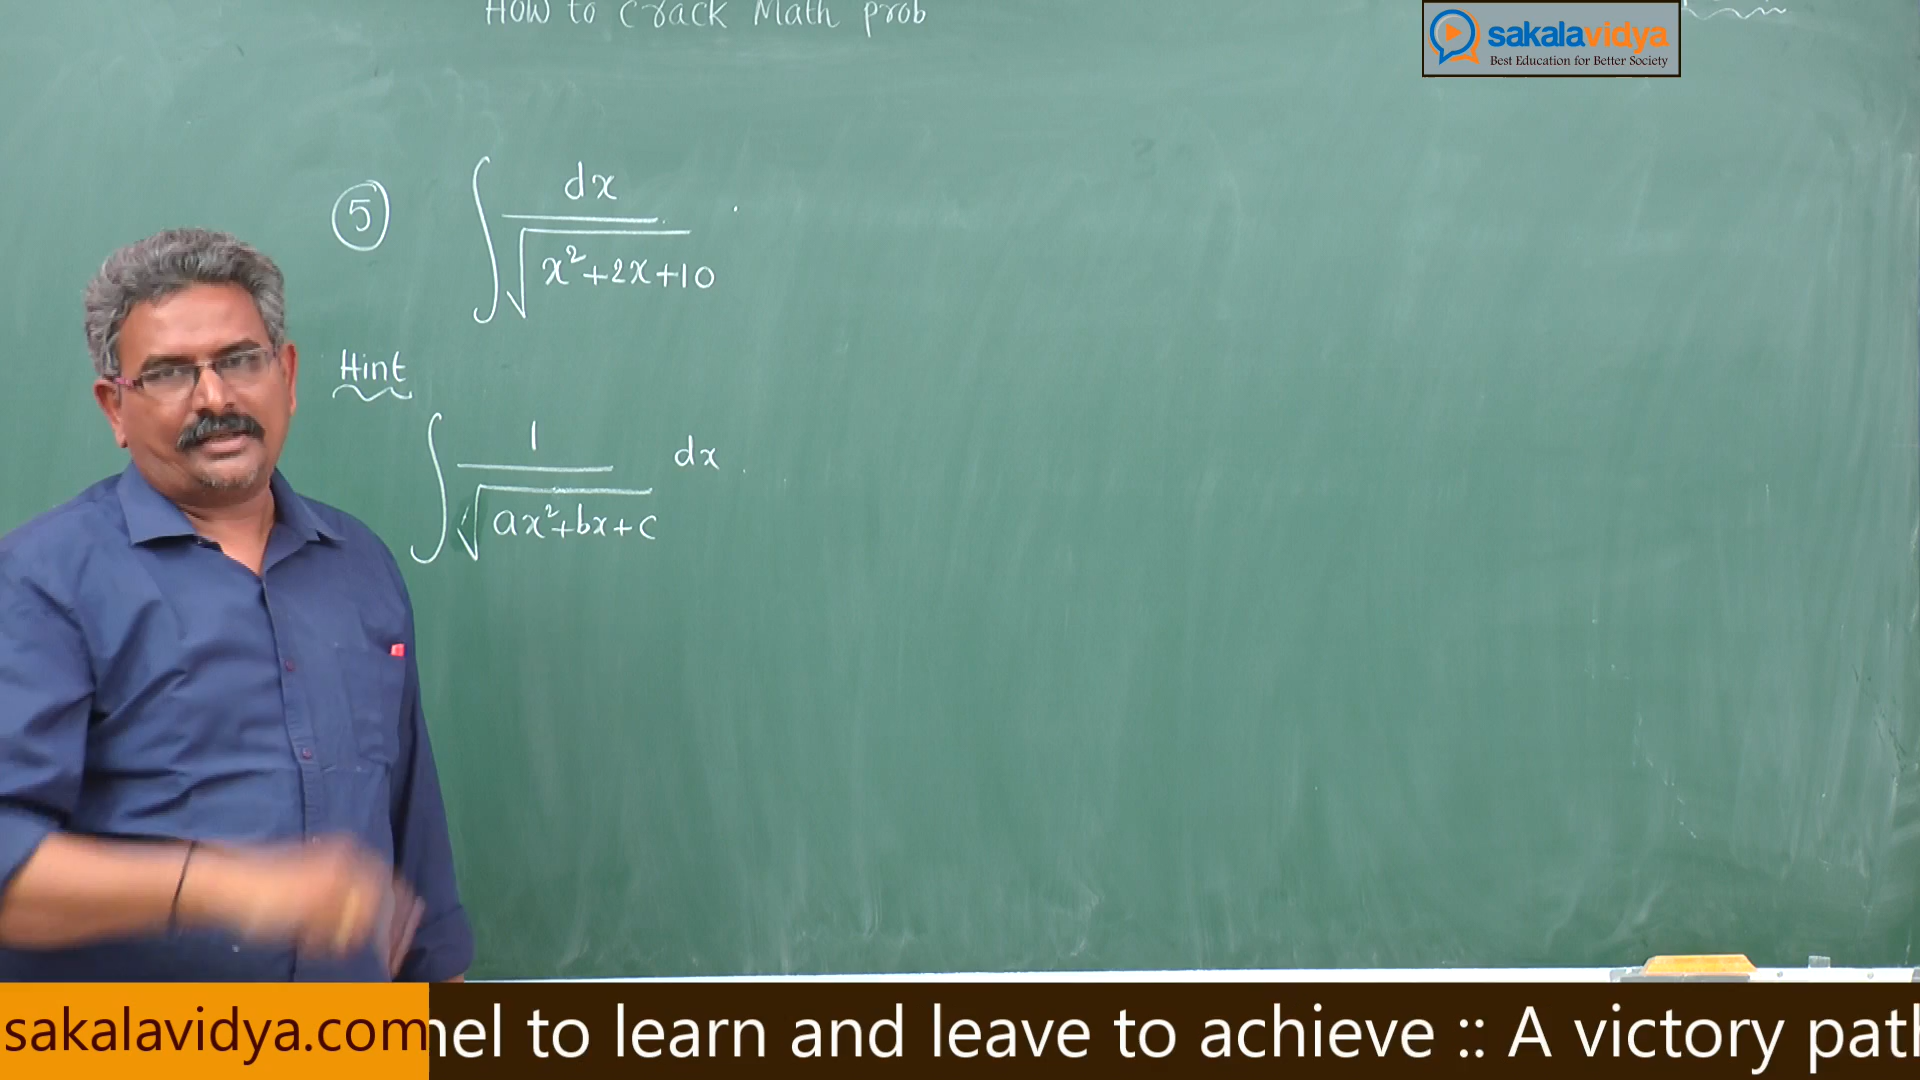 How to crack Math prob
sakalavidya
Best Education for Better Society
5 ∫ dx / √(x²+2x+10)
Hint
∫ 1 / √(ax²+bx+c) dx
sakalavidya.com nel to learn and leave to achieve :: A victory path